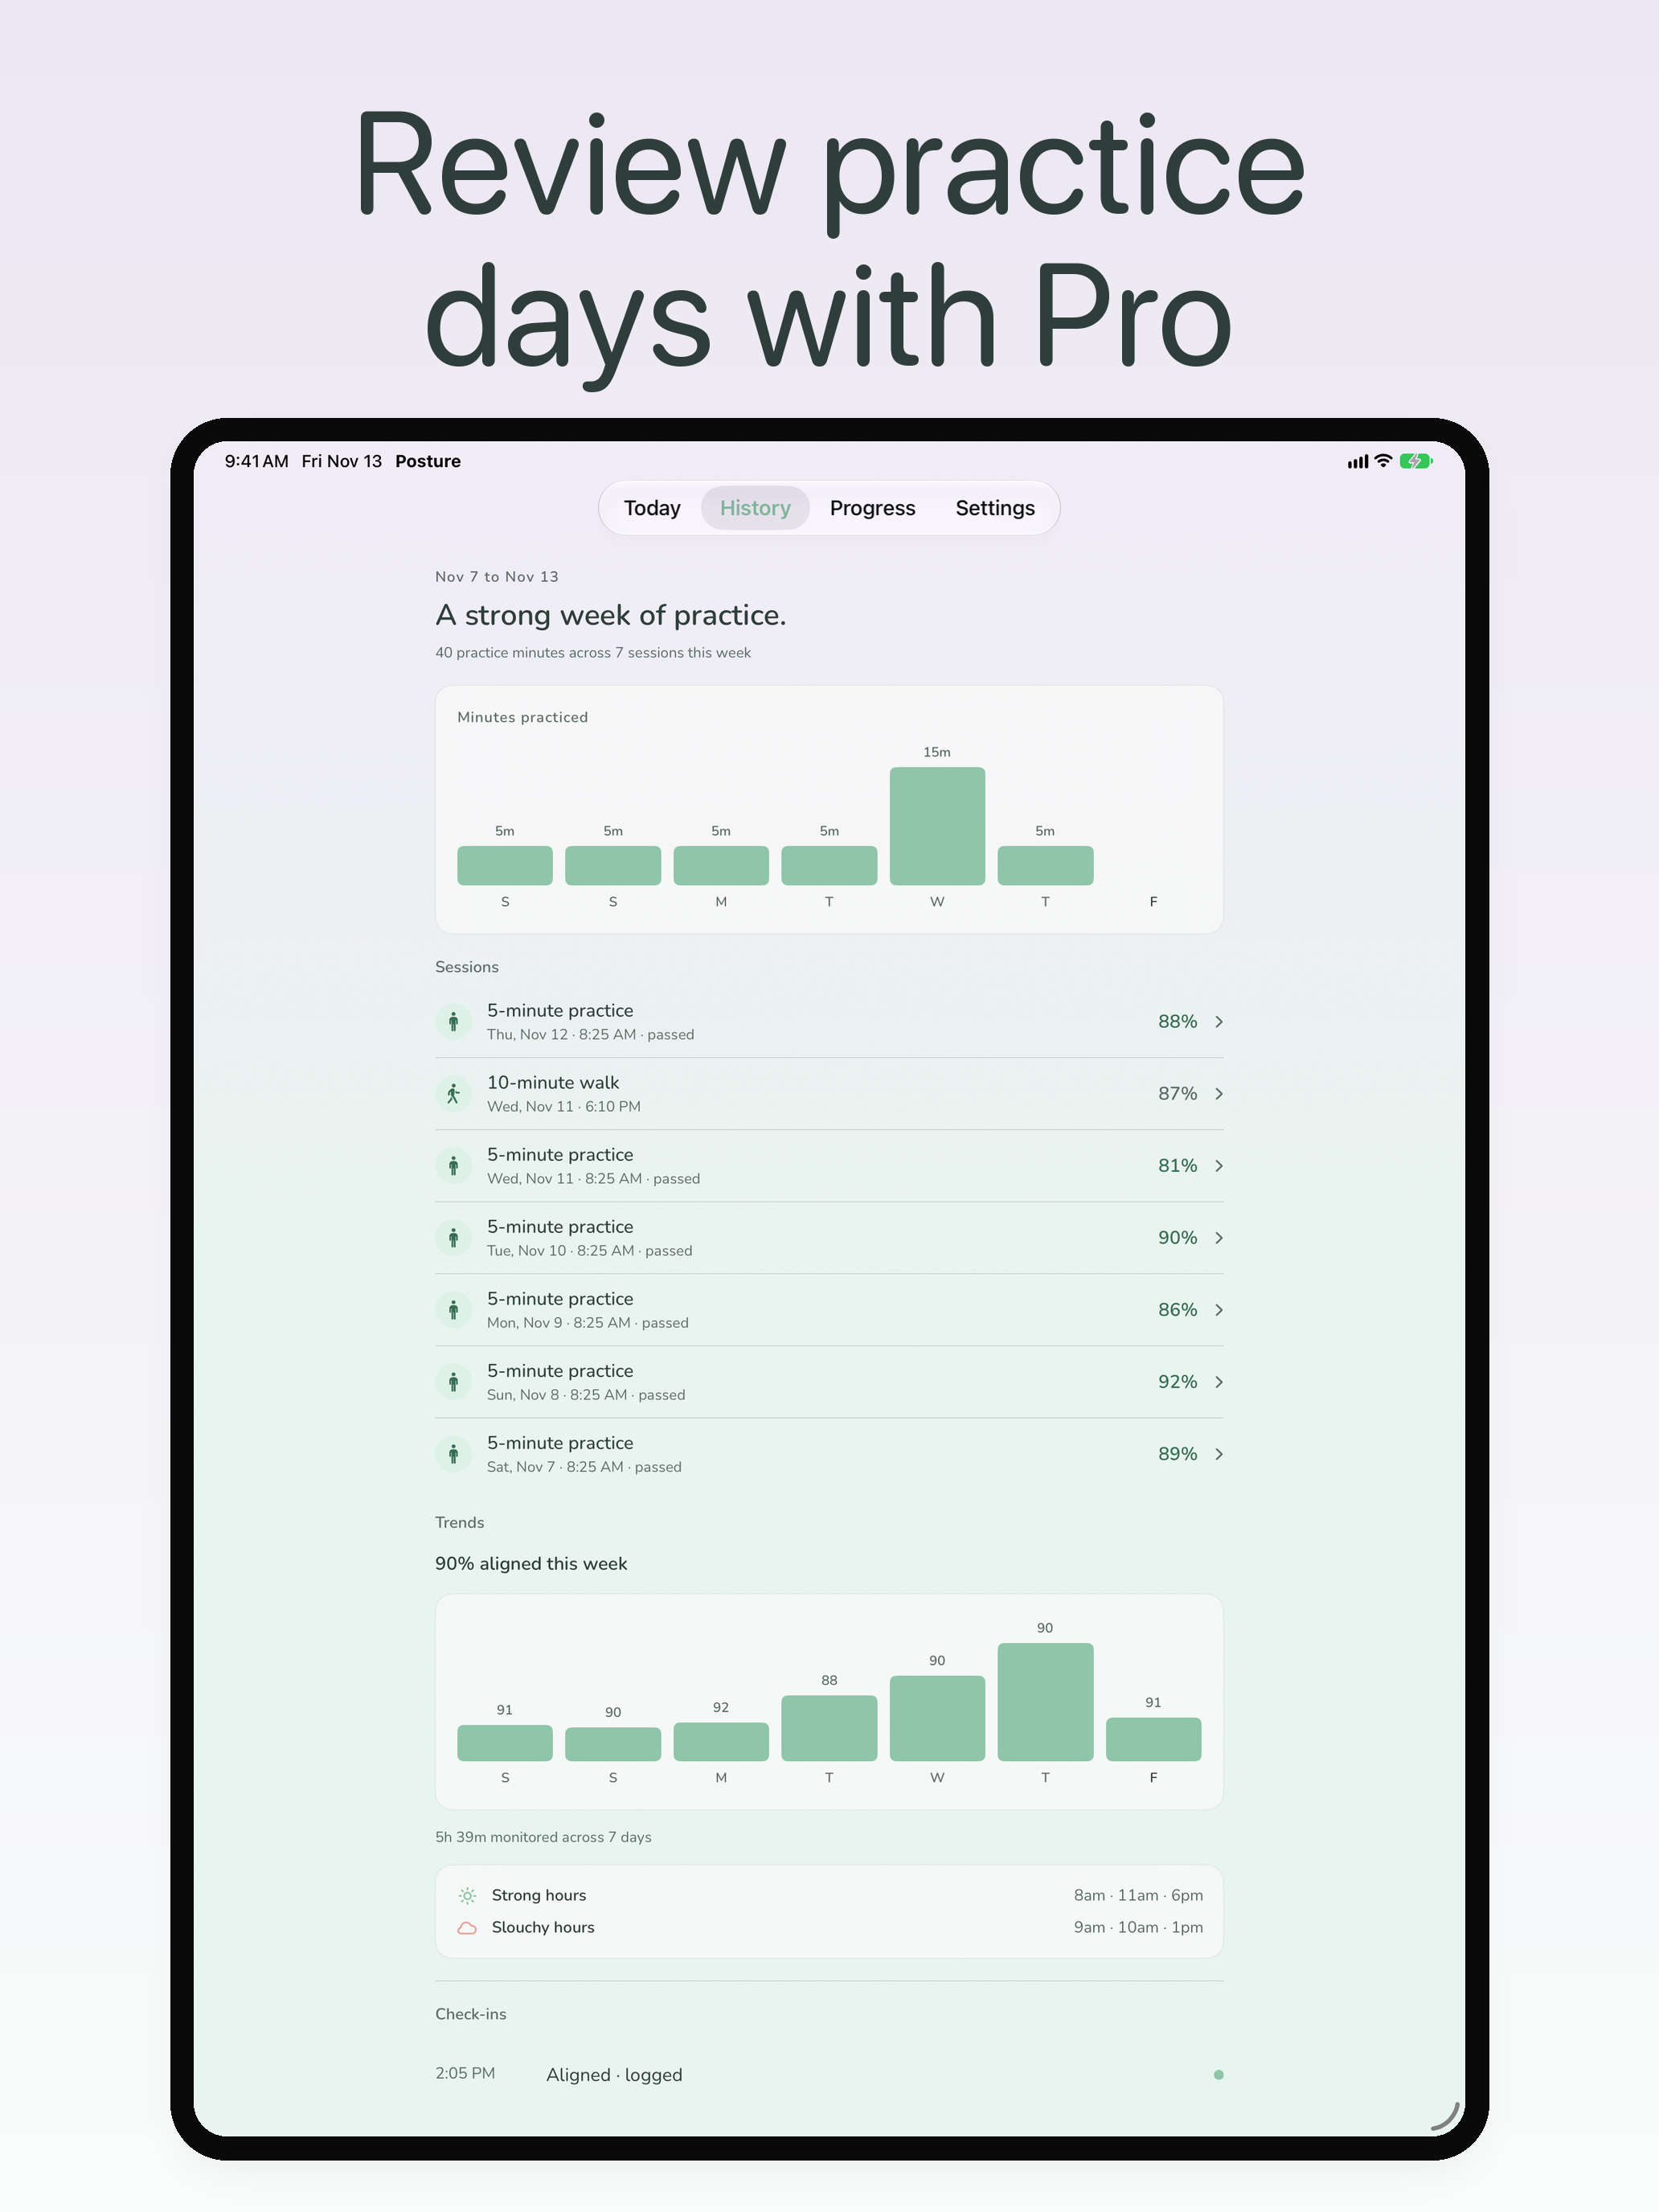 Review practice
days with Pro
9:41 AM Fri Nov 13 Posture
Today History Progress Settings
Nov 7 to Nov 13
A strong week of practice.
40 practice minutes across 7 sessions this week
Minutes practiced
5m 5m 5m 5m 15m 5m
S S M T W T F
Sessions
5-minute practice
Thu, Nov 12 · 8:25 AM · passed
88%
10-minute walk
Wed, Nov 11 · 6:10 PM
87%
5-minute practice
Wed, Nov 11 · 8:25 AM · passed
81%
5-minute practice
Tue, Nov 10 · 8:25 AM · passed
90%
5-minute practice
Mon, Nov 9 · 8:25 AM · passed
86%
5-minute practice
Sun, Nov 8 · 8:25 AM · passed
92%
5-minute practice
Sat, Nov 7 · 8:25 AM · passed
89%
Trends
90% aligned this week
91 90 92 88 90 90 91
S S M T W T F
5h 39m monitored across 7 days
Strong hours 8am · 11am · 6pm
Slouchy hours 9am · 10am · 1pm
Check-ins
2:05 PM Aligned · logged